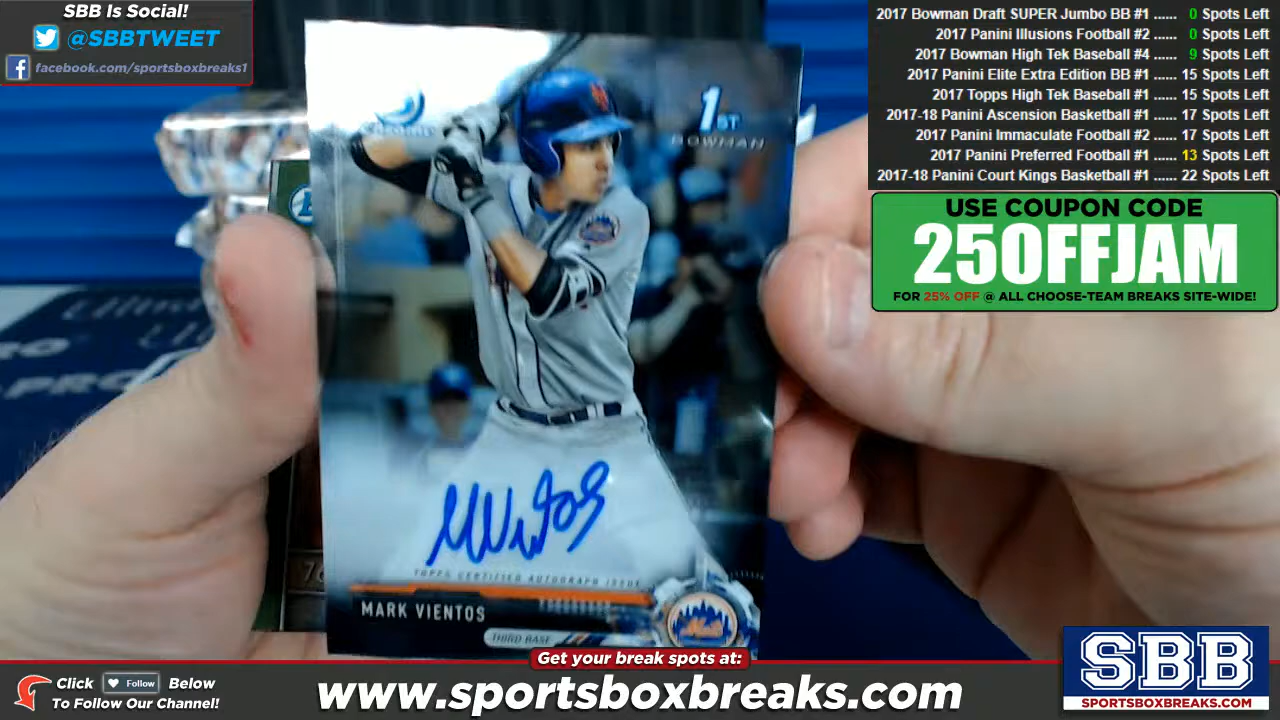 SBB Is Social!
@SBBTWEET
facebook.com/sportsboxbreaks1
2017 Bowman Draft SUPER Jumbo BB #1 ...... 0 Spots Left
2017 Panini Illusions Football #2 ...... 0 Spots Left
2017 Bowman High Tek Baseball #4 ...... 9 Spots Left
2017 Panini Elite Extra Edition BB #1 ...... 15 Spots Left
2017 Topps High Tek Baseball #1 ...... 15 Spots Left
2017-18 Panini Ascension Basketball #1 ...... 17 Spots Left
2017 Panini Immaculate Football #2 ...... 17 Spots Left
2017 Panini Preferred Football #1 ...... 13 Spots Left
2017-18 Panini Court Kings Basketball #1 ...... 22 Spots Left
USE COUPON CODE
25OFFJAM
FOR 25% OFF @ ALL CHOOSE-TEAM BREAKS SITE-WIDE!
1ST
BOWMAN
TOPPS CERTIFIED AUTOGRAPH ISSUE
MARK VIENTOS
THIRD BASE
Mets
Get your break spots at:
Click Follow Below
To Follow Our Channel!
www.sportsboxbreaks.com
SBB
SPORTSBOXBREAKS.COM